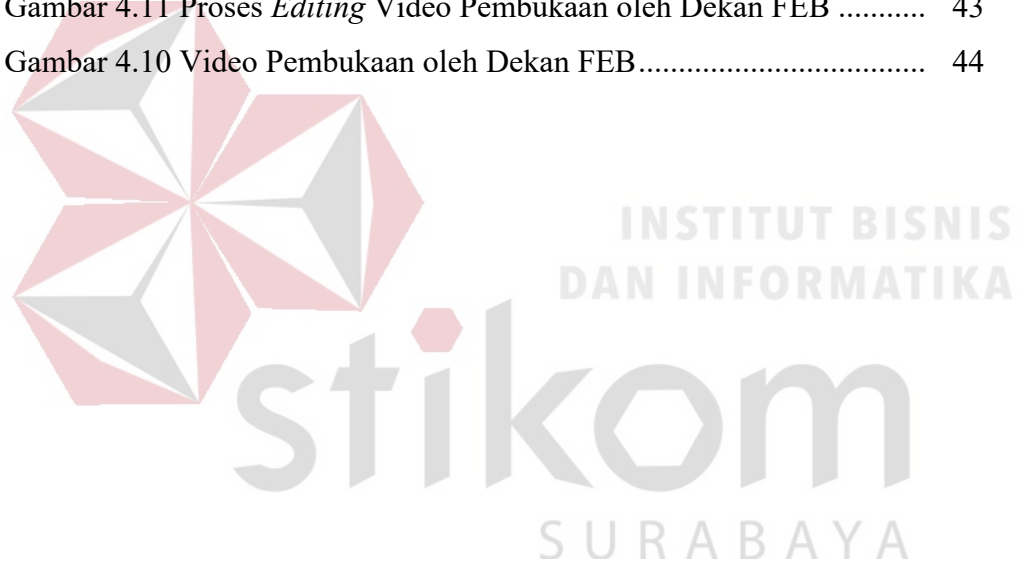 Gambar 4.11 Proses Editing Video Pembukaan oleh Dekan FEB ........... 43
Gambar 4.10 Video Pembukaan oleh Dekan FEB.................................... 44
INSTITUT BISNIS
DAN INFORMATIKA
stikom
SURABAYA